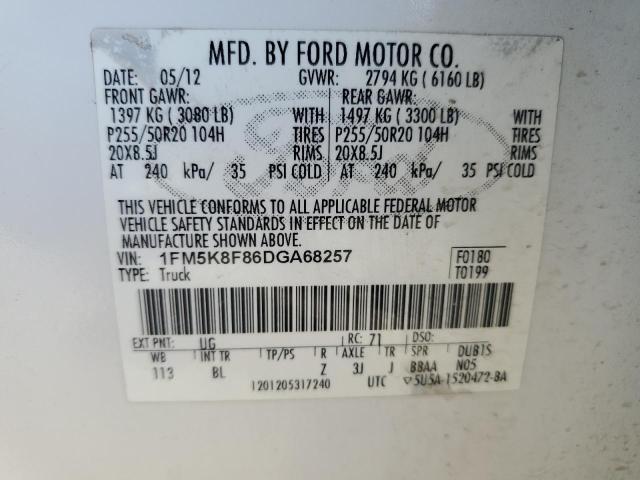 MFD. BY FORD MOTOR CO.
DATE: 05/12 GVWR: 2794 KG ( 6160 LB)
FRONT GAWR: REAR GAWR:
1397 KG ( 3080 LB) WITH 1497 KG ( 3300 LB) WITH
P255/50R20 104H TIRES P255/50R20 104H TIRES
20X8.5J RIMS 20X8.5J RIMS
AT 240 kPa/ 35 PSI COLD AT 240 kPa/ 35 PSI COLD
THIS VEHICLE CONFORMS TO ALL APPLICABLE FEDERAL MOTOR
VEHICLE SAFETY STANDARDS IN EFFECT ON THE DATE OF
MANUFACTURE SHOWN ABOVE.
VIN: 1FM5K8F86DGA68257 F0180
TYPE: Truck T0199
EXT PNT: UG RC: 71 DSO:
WB INT TR TP/PS R AXLE TR SPR DUB1S
113 BL Z 3J J BBAA N05
1201205317240 UTC ▽5U5A-1520472-BA